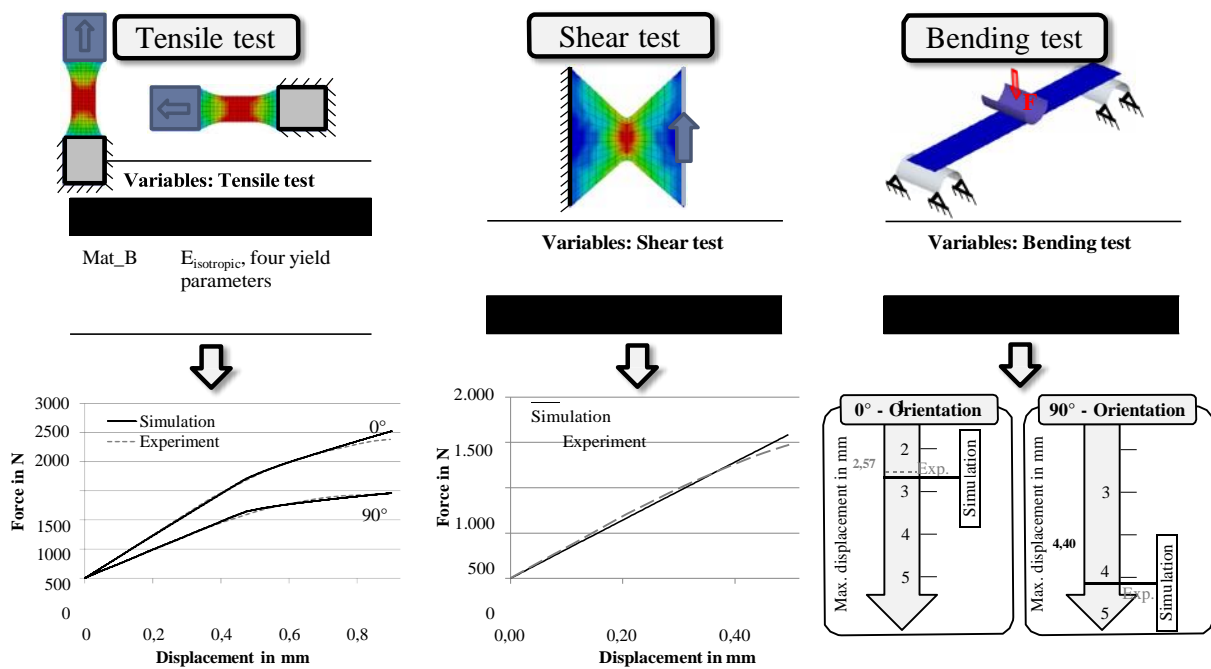 Tensile test
Shear test
Bending test
F
Variables: Tensile test
Variables: Shear test
Variables: Bending test
Mat_B E isotropic, four yield
parameters
3000
2500
2000
1500
1000
500
0
Force in N
Simulation
Experiment
0°
90°
0 0,2 0,4 0,6 0,8
Displacement in mm
2.000
1.500
1.000
500
0
Force in N
Simulation
Experiment
0,00 0,20 0,40
Displacement in mm
0° - Orientation
1
2
3
4
5
2,57
Exp.
Simulation
Max. displacement in mm
90° - Orientation
3
4
5
4,40
Exp.
Simulation
Max. displacement in mm